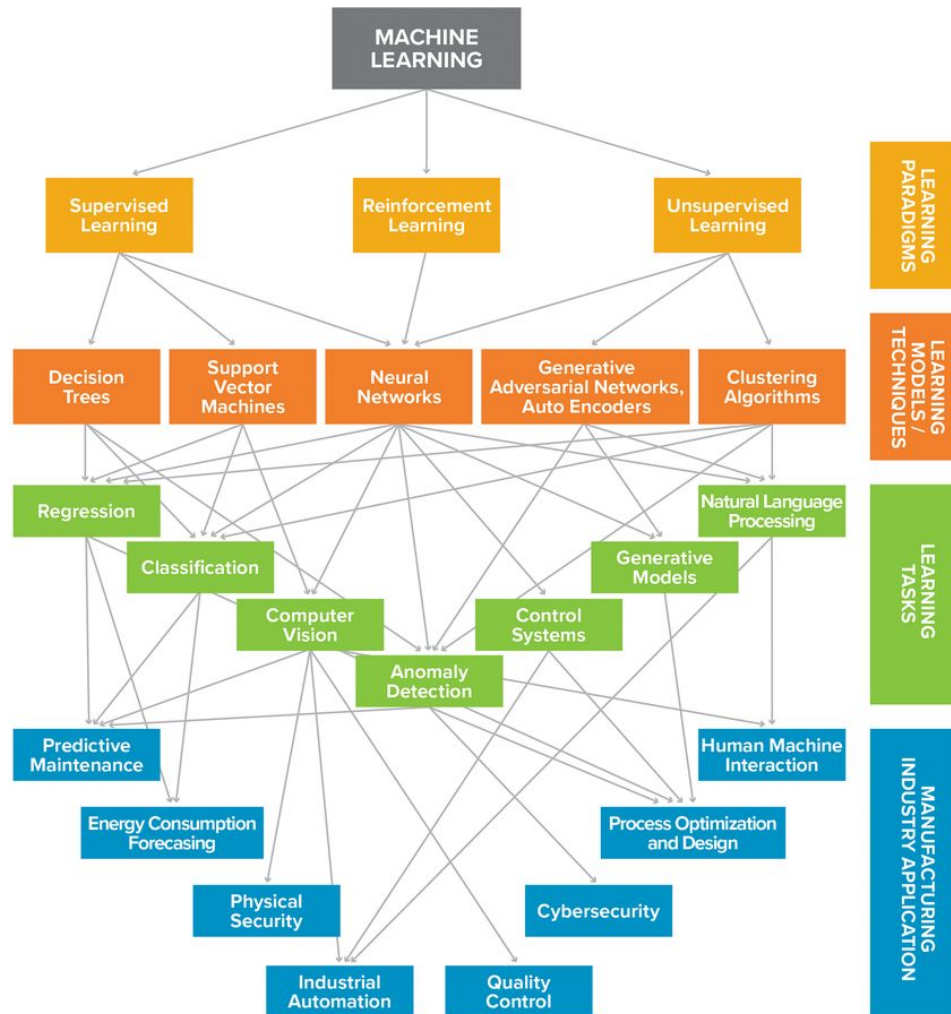 MACHINE
LEARNING
LEARNING
PARADIGMS
Supervised
Learning
Reinforcement
Learning
Unsupervised
Learning
LEARNING
MODELS /
TECHNIQUES
Decision
Trees
Support
Vector
Machines
Neural
Networks
Generative
Adversarial Networks,
Auto Encoders
Clustering
Algorithms
LEARNING
TASKS
Regression
Natural Language
Processing
Classification
Generative
Models
Computer
Vision
Control
Systems
Anomaly
Detection
MANUFACTURING
INDUSTRY APPLICATION
Predictive
Maintenance
Human Machine
Interaction
Energy Consumption
Forecasing
Process Optimization
and Design
Physical
Security
Cybersecurity
Industrial
Automation
Quality
Control